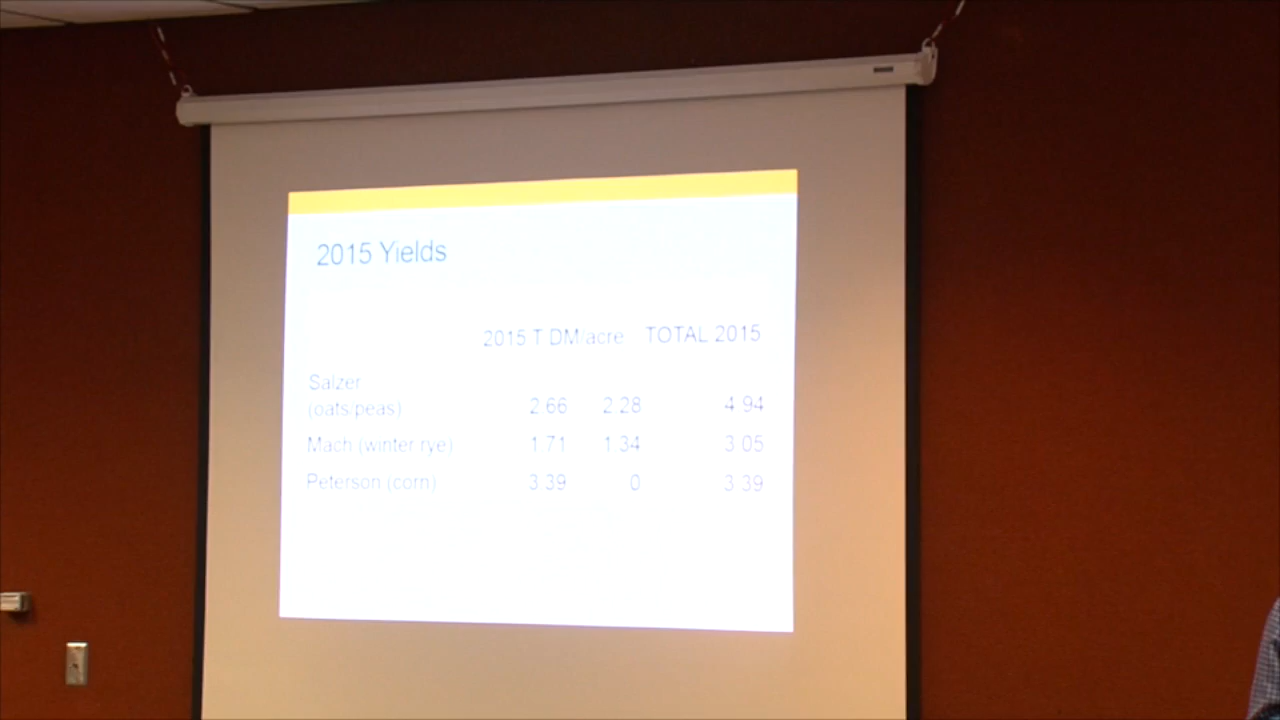 2015 Yields
2015 T DM/acre TOTAL 2015
Salzer
(oats/peas) 2.66 2.28 4.94
Mach (winter rye) 1.71 1.34 3.05
Peterson (corn) 3.39 0 3.39